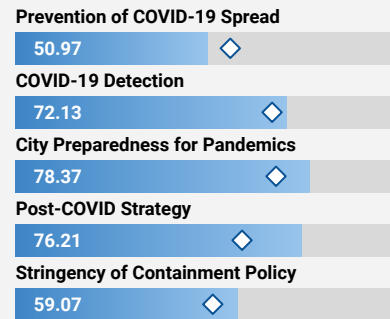 Prevention of COVID-19 Spread
50.97
COVID-19 Detection
72.13
City Preparedness for Pandemics
78.37
Post-COVID Strategy
76.21
Stringency of Containment Policy
59.07